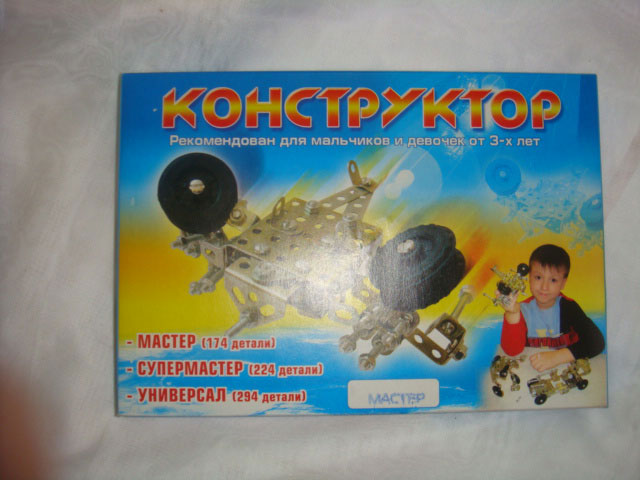 КОНСТРУКТОР
Рекомендован для мальчиков и девочек от 3-х лет
- МАСТЕР (174 детали)
- СУПЕРМАСТЕР (224 детали)
- УНИВЕРСАЛ (294 детали)
МАСТЕР